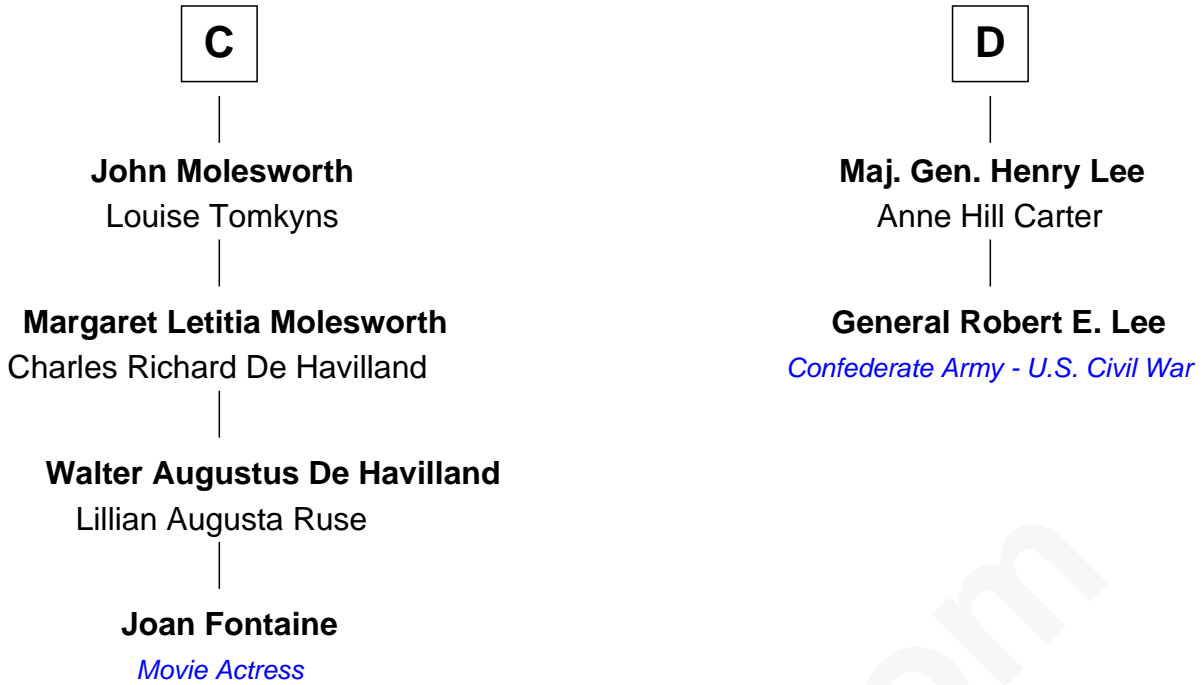 C
John Molesworth
Louise Tomkyns
Margaret Letitia Molesworth
Charles Richard De Havilland
Walter Augustus De Havilland
Lillian Augusta Ruse
Joan Fontaine
Movie Actress
D
Maj. Gen. Henry Lee
Anne Hill Carter
General Robert E. Lee
Confederate Army - U.S. Civil War
om